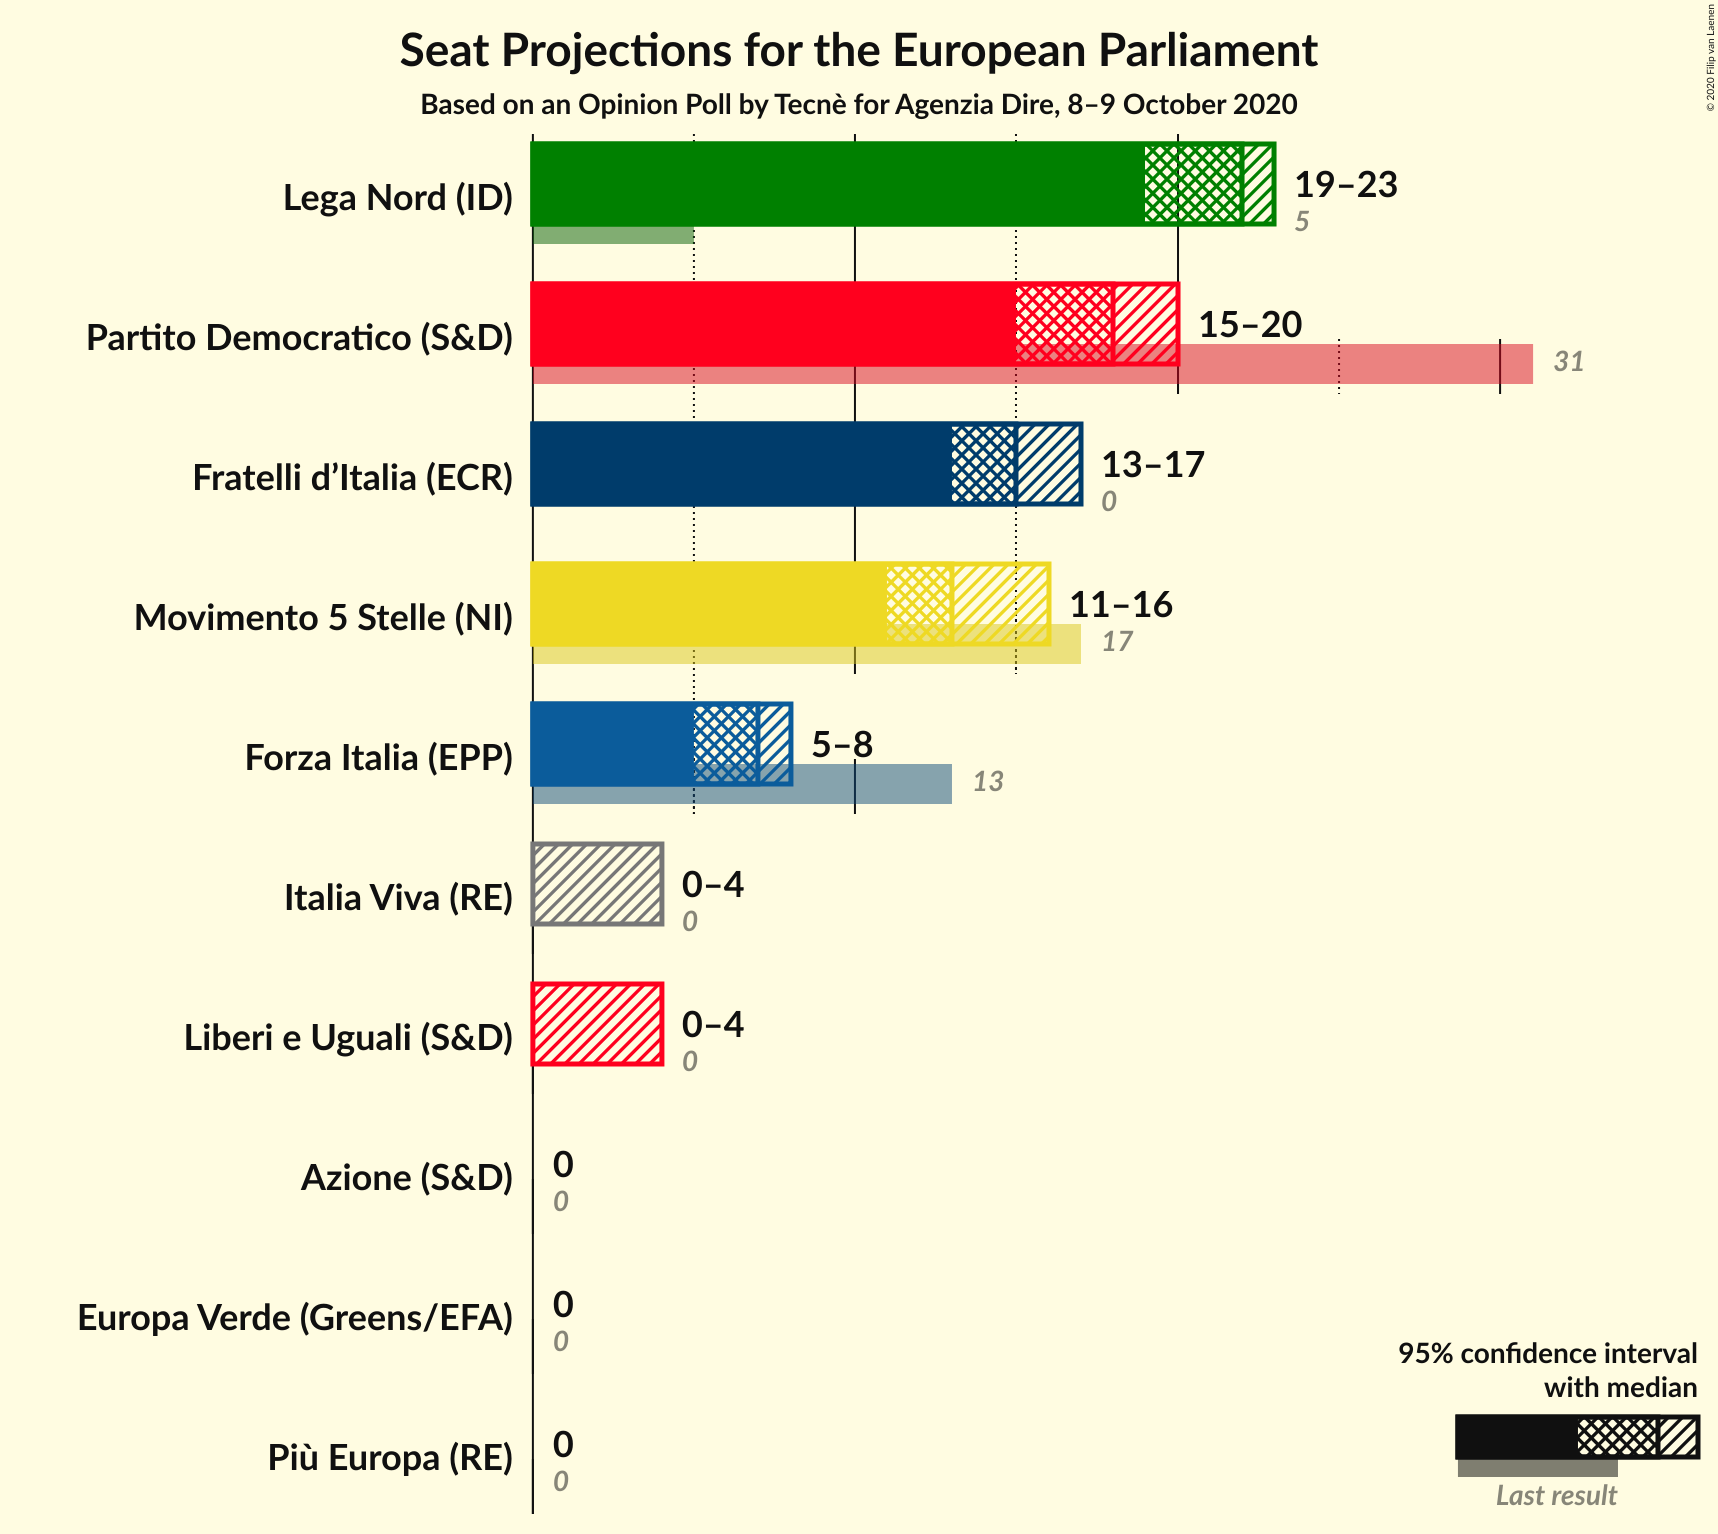 Seat Projections for the European Parliament
Based on an Opinion Poll by Tecnè for Agenzia Dire, 8–9 October 2020
© 2020 Filip van Laenen
Lega Nord (ID)
19–23
5
Partito Democratico (S&D)
15–20
31
Fratelli d’Italia (ECR)
13–17
0
Movimento 5 Stelle (NI)
11–16
17
Forza Italia (EPP)
5–8
13
Italia Viva (RE)
0–4
0
Liberi e Uguali (S&D)
0–4
0
Azione (S&D)
0
0
Europa Verde (Greens/EFA)
0
0
Più Europa (RE)
0
0
95% confidence interval
with median
Last result